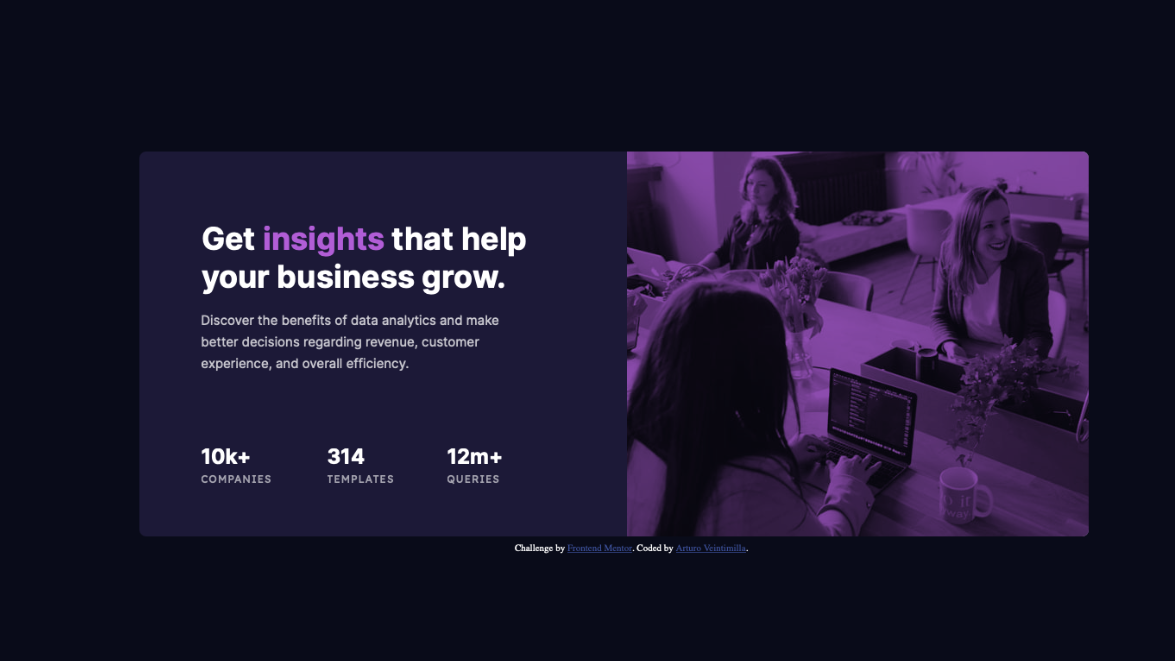 Get insights that help
your business grow.
Discover the benefits of data analytics and make
better decisions regarding revenue, customer
experience, and overall efficiency.
10k+ 314 12m+
COMPANIES TEMPLATES QUERIES
Challenge by Frontend Mentor. Coded by Arturo Veintimilla.